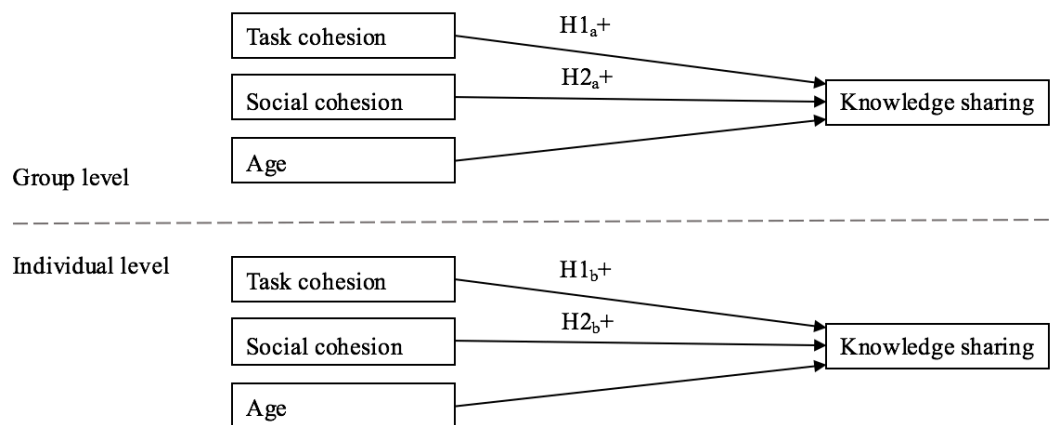 Task cohesion
H1a+
Social cohesion
H2a+
Knowledge sharing
Age
Group level
Individual level
Task cohesion
H1b+
Social cohesion
H2b+
Knowledge sharing
Age